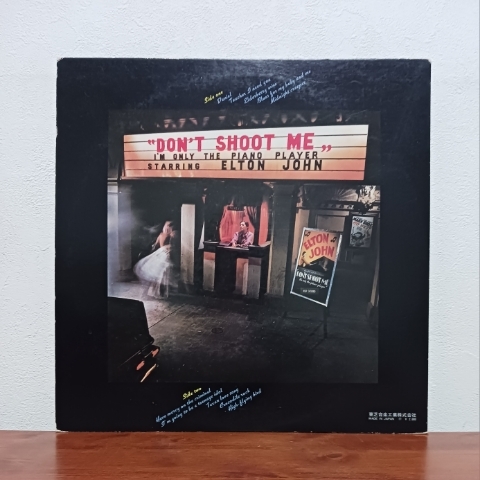 Side one
Daniel
Teacher, I need you
Elderberry wine
Blues for my baby and me
Midnight creeper
"DON'T SHOOT ME"
I'M ONLY THE PIANO PLAYER
STARRING ELTON JOHN
ELTON
JOHN
DON'T SHOOT ME
Side two
Have mercy on the criminal
I'm going to be a teenage idol
Texan love song
Crocodile rock
High flying bird
東芝音楽工業株式会社
MADE IN JAPAN